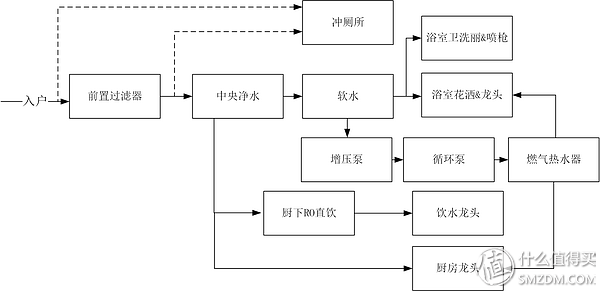 冲厕所
浴室卫洗丽&喷枪
入户
前置过滤器
中央净水
软水
浴室花洒&龙头
增压泵
循环泵
燃气热水器
厨下RO直饮
饮水龙头
厨房龙头
值 什么值得买
SMZDM.COM